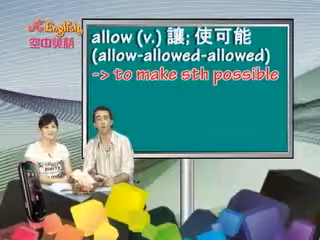 English
空中美語
allow (v.) 讓; 使可能
(allow-allowed-allowed)
-> to make sth possible